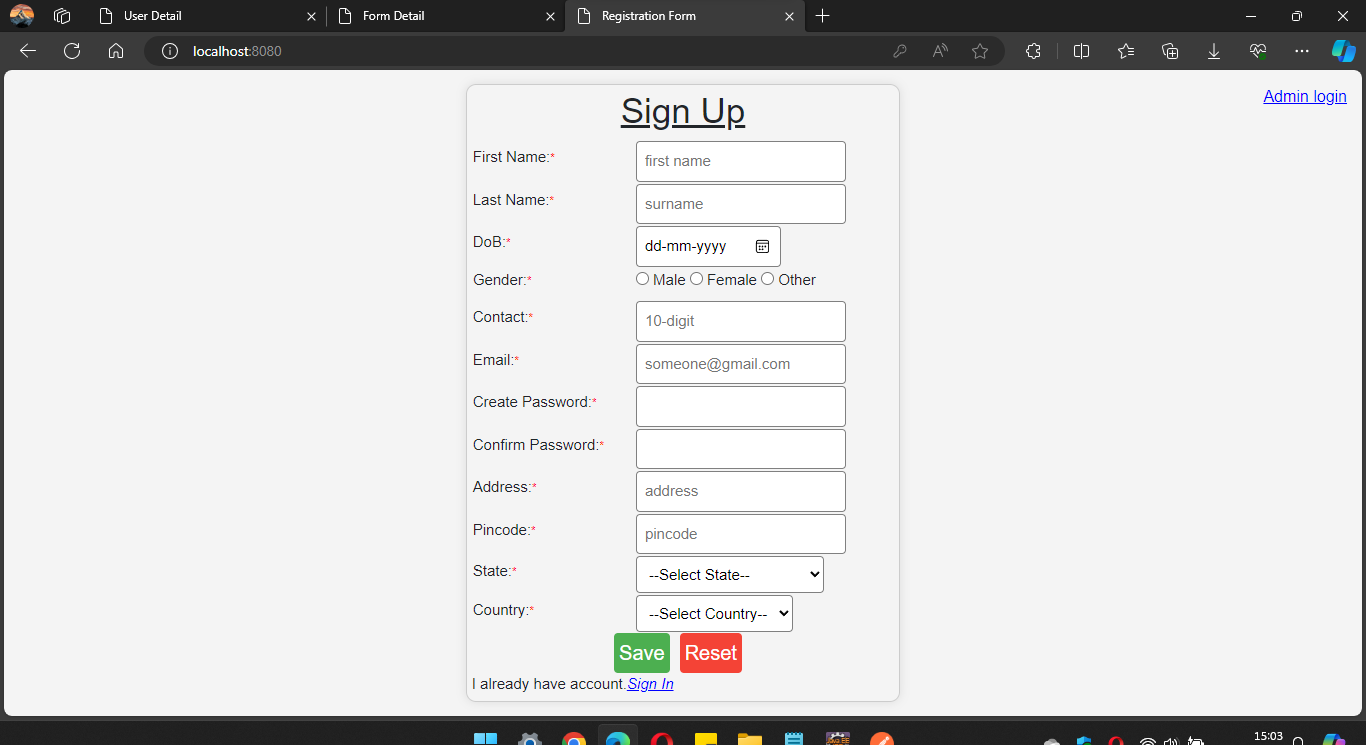 User Detail
Form Detail
Registration Form
localhost:8080
Admin login
Sign Up
First Name:* first name
Last Name:* surname
DoB:* dd-mm-yyyy
Gender:* Male Female Other
Contact:* 10-digit
Email:* someone@gmail.com
Create Password:*
Confirm Password:*
Address:* address
Pincode:* pincode
State:* --Select State--
Country:* --Select Country--
Save Reset
I already have account.Sign In
15:03